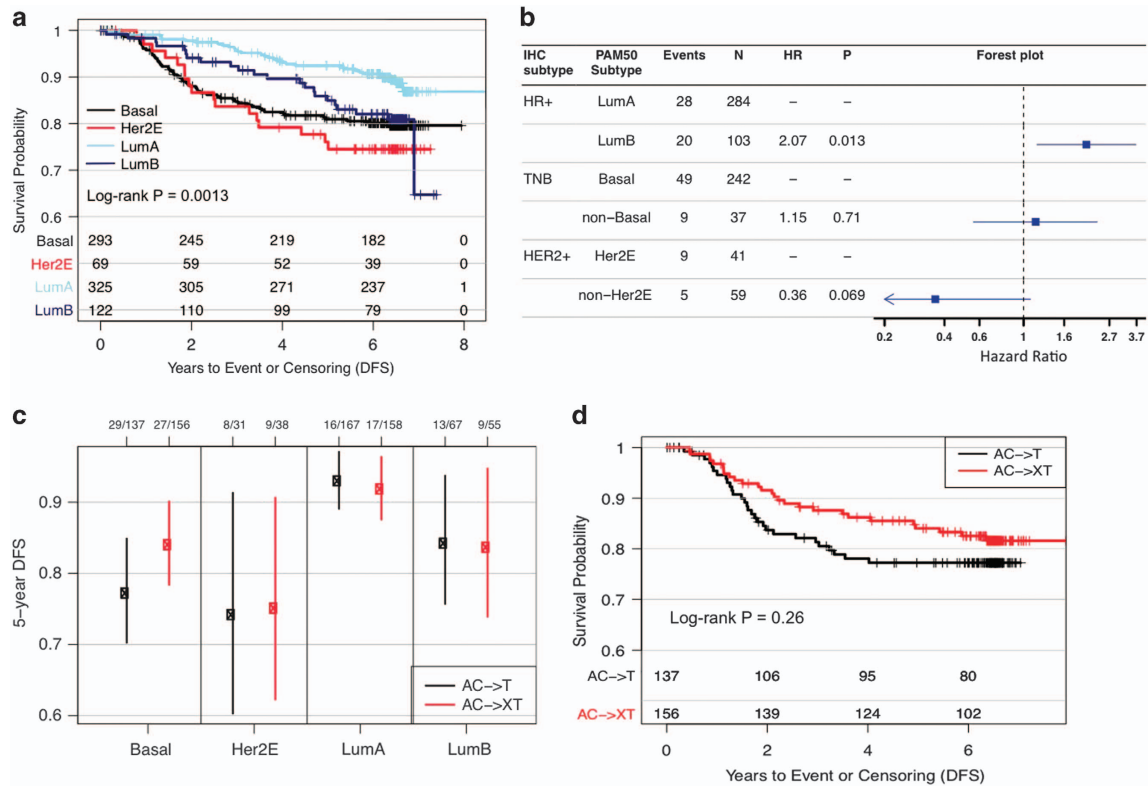 a
Survival Probability
1
0.9
0.8
0.7
0.6
Basal
Her2E
LumA
LumB
Log-rank P = 0.0013
Basal 293 245 219 182 0
Her2E 69 59 52 39 0
LumA 325 305 271 237 1
LumB 122 110 99 79 0
0 2 4 6 8
Years to Event or Censoring (DFS)
b
IHC subtype PAM50 Subtype Events N HR P Forest plot
HR+ LumA 28 284 – –
LumB 20 103 2.07 0.013
TNB Basal 49 242 – –
non–Basal 9 37 1.15 0.71
HER2+ Her2E 9 41 – –
non–Her2E 5 59 0.36 0.069
0.2 0.4 0.6 1 1.6 2.7 3.7
Hazard Ratio
c
29/137 27/156 8/31 9/38 16/167 17/158 13/67 9/55
5–year DFS
0.9
0.8
0.7
0.6
AC–>T
AC–>XT
Basal Her2E LumA LumB
d
Survival Probability
1
0.9
0.8
0.7
0.6
AC–>T
AC–>XT
Log-rank P = 0.26
AC–>T 137 106 95 80
AC–>XT 156 139 124 102
0 2 4 6
Years to Event or Censoring (DFS)